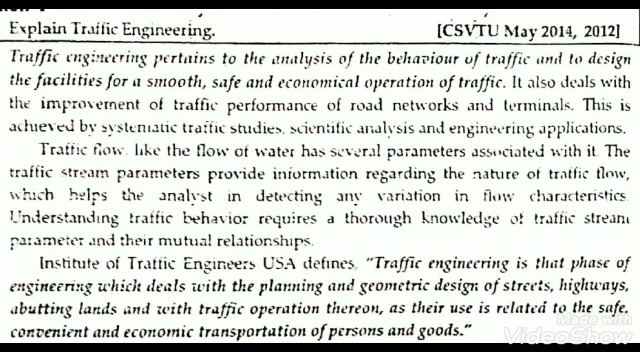 Explain Traffic Engineering. [CSVTU May 2014, 2012]
Traffic engineering pertains to the analysis of the behaviour of traffic and to design
the facilities for a smooth, safe and economical operation of traffic. It also deals with
the improvement of traffic performance of road networks and terminals. This is
achieved by systematic traffic studies, scientific analysis and engineering applications.
Traffic flow, like the flow of water has several parameters associated with it. The
traffic stream parameters provide information regarding the nature of traffic flow,
which helps the analyst in detecting any variation in flow characteristics.
Understanding traffic behavior requires a thorough knowledge of traffic stream
parameter and their mutual relationships.
Institute of Traffic Engineers USA defines, "Traffic engineering is that phase of
engineering which deals with the planning and geometric design of streets, highways,
abutting lands and with traffic operation thereon, as their use is related to the safe,
convenient and economic transportation of persons and goods."
Made with
VideoShow